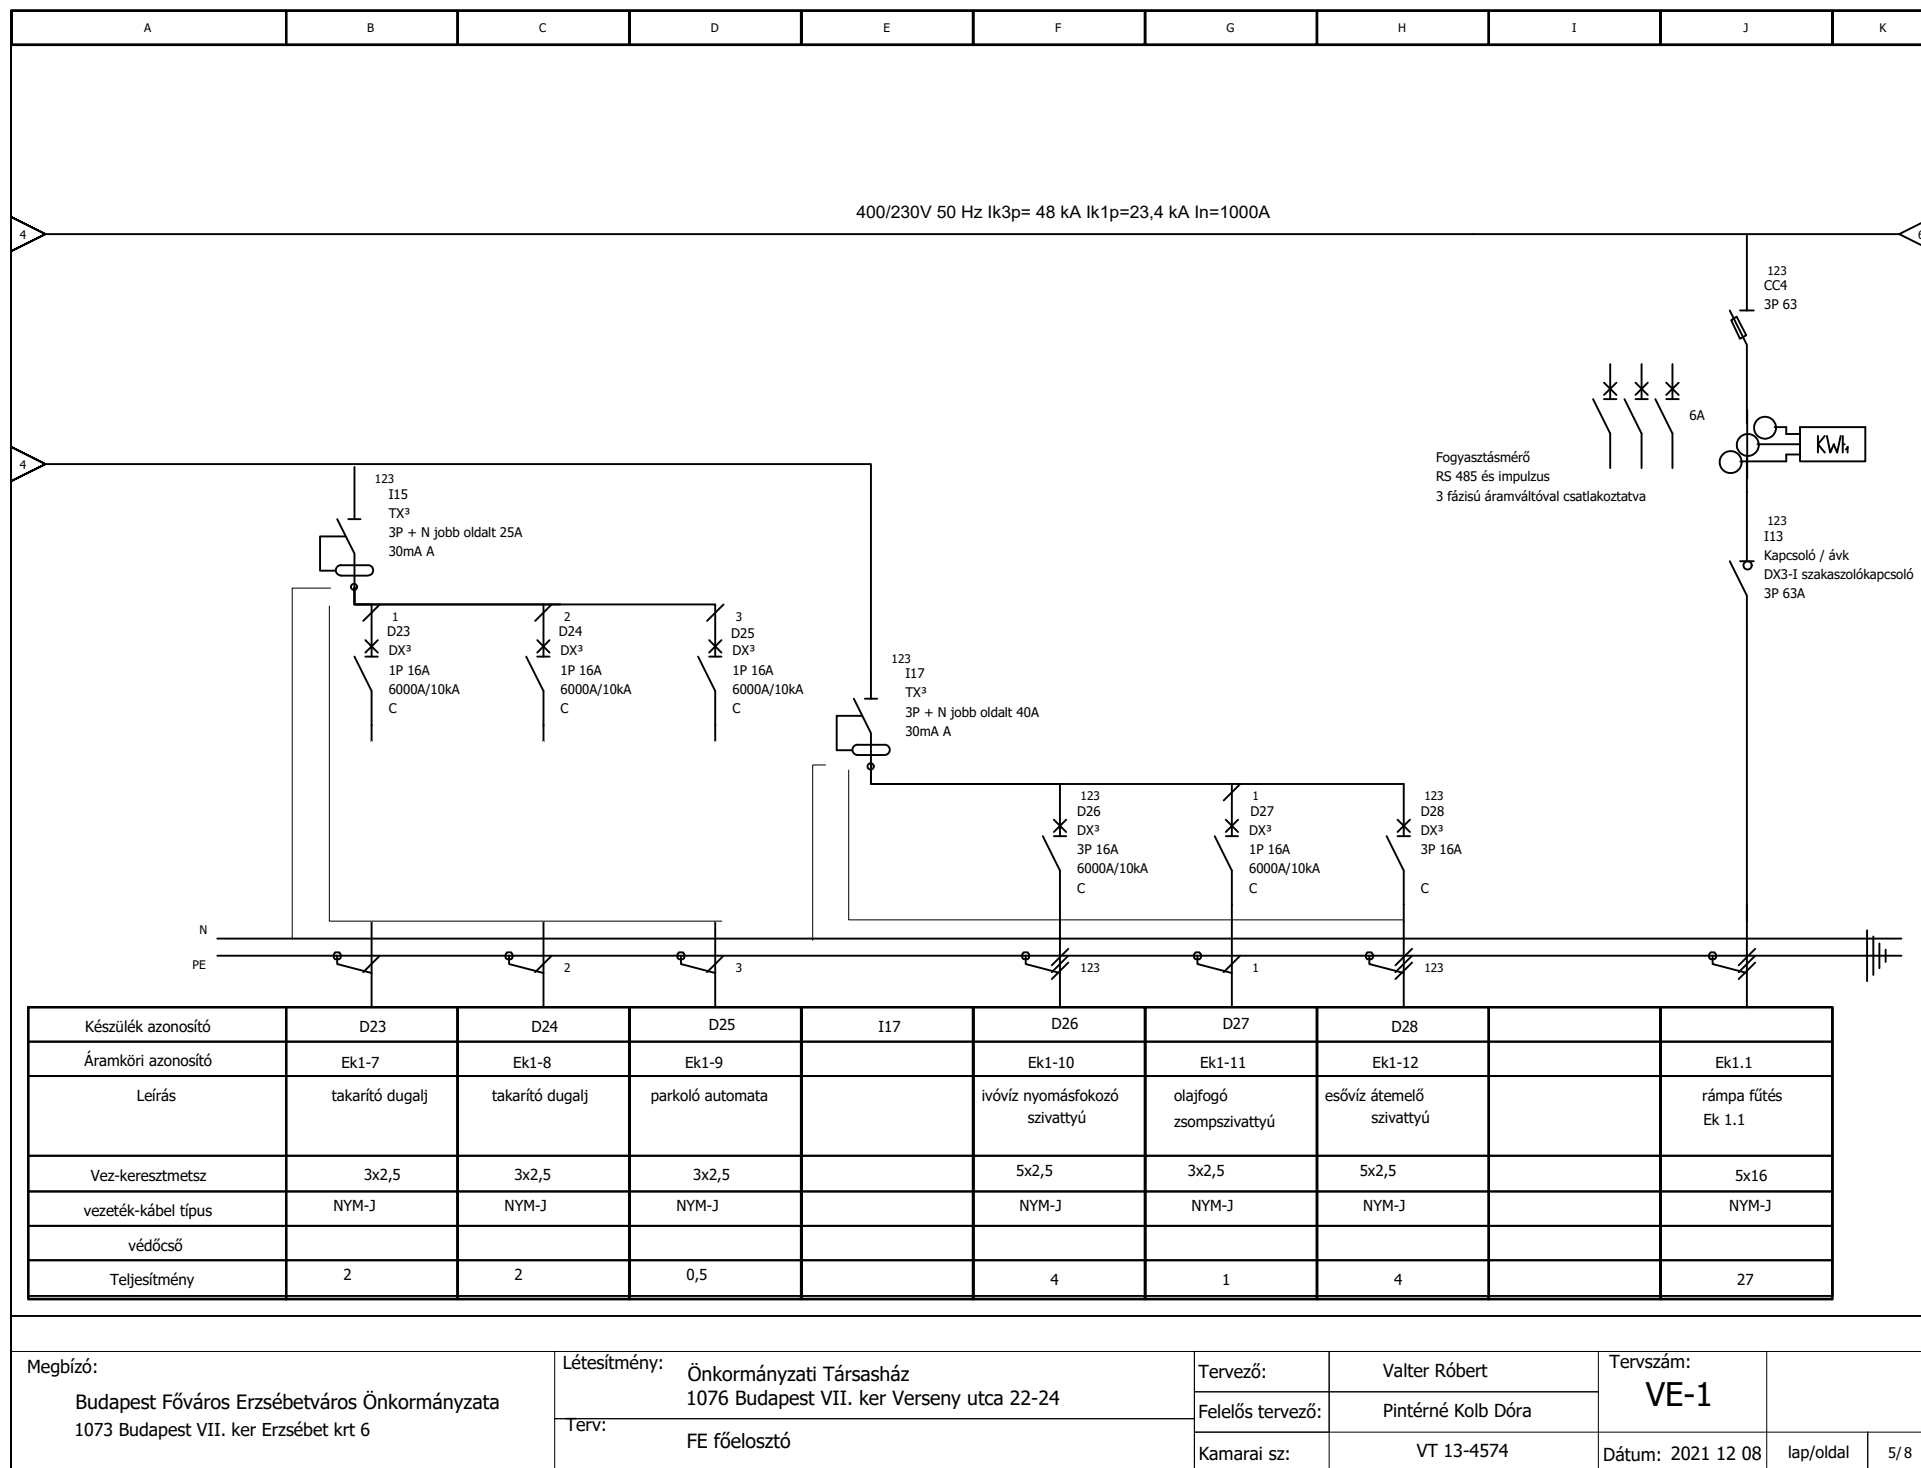 A B C D E F G H I J K
400/230V 50 Hz Ik3p= 48 kA Ik1p=23,4 kA In=1000A
4
6
123
CC4
3P 63
6A
KWh
Fogyasztásmérő
RS 485 és impulzus
3 fázisú áramváltóval csatlakoztatva
4
123
I15
TX³
3P + N jobb oldalt 25A
30mA A
123
I13
Kapcsoló / ávk
DX3-I szakaszolókapcsoló
3P 63A
1
D23
DX³
1P 16A
6000A/10kA
C
2
D24
DX³
1P 16A
6000A/10kA
C
3
D25
DX³
1P 16A
6000A/10kA
C
123
I17
TX³
3P + N jobb oldalt 40A
30mA A
123
D26
DX³
3P 16A
6000A/10kA
C
1
D27
DX³
1P 16A
6000A/10kA
C
123
D28
DX³
3P 16A
C
N
PE
2 3 123 1 123
Készülék azonosító D23 D24 D25 I17 D26 D27 D28
Áramköri azonosító Ek1-7 Ek1-8 Ek1-9 Ek1-10 Ek1-11 Ek1-12 Ek1.1
Leírás takarító dugalj takarító dugalj parkoló automata ivóvíz nyomásfokozó olajfogó esővíz átemelő rámpa fűtés
szivattyú zsompszivattyú szivattyú Ek 1.1
Vez-keresztmetsz 3x2,5 3x2,5 3x2,5 5x2,5 3x2,5 5x2,5 5x16
vezeték-kábel típus NYM-J NYM-J NYM-J NYM-J NYM-J NYM-J NYM-J
védőcső
Teljesítmény 2 2 0,5 4 1 4 27
Megbízó:
Budapest Főváros Erzsébetváros Önkormányzata
1073 Budapest VII. ker Erzsébet krt 6
Létesítmény: Önkormányzati Társasház
1076 Budapest VII. ker Verseny utca 22-24
Terv: FE főelosztó
Tervező: Valter Róbert
Felelős tervező: Pintérné Kolb Dóra
Kamarai sz: VT 13-4574
Tervszám:
VE-1
Dátum: 2021 12 08 lap/oldal 5/ 8